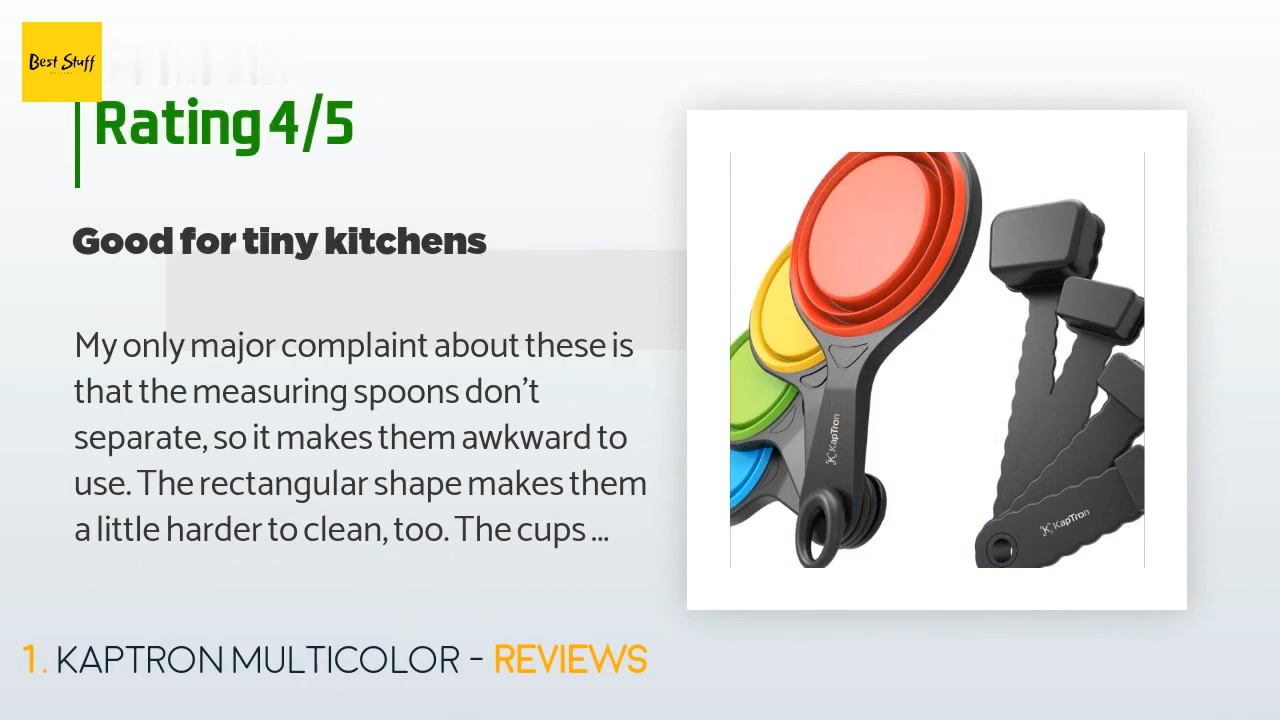 Best Stuff
Rating 4/5
Good for tiny kitchens
My only major complaint about these is
that the measuring spoons don't
separate, so it makes them awkward to
use. The rectangular shape makes them
a little harder to clean, too. The cups ...
KapTron
KapTron
1. KAPTRON MULTICOLOR - REVIEWS